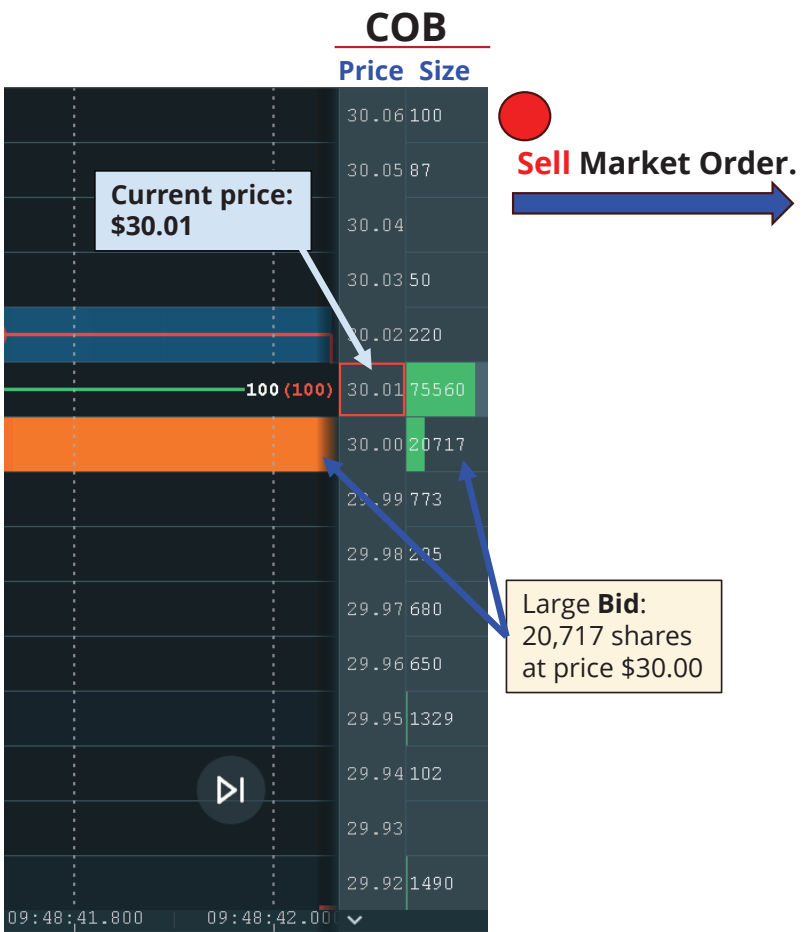 COB
Price Size
30.06 100
Sell Market Order.
30.05 87
Current price:
$30.01
30.04
30.03 50
30.02 220
100 (100) 30.01 75560
30.00 20717
29.99 773
29.98 295
Large Bid:
20,717 shares
at price $30.00
29.97 680
29.96 650
29.95 1329
29.94 102
29.93
29.92 1490
09:48:41.800 09:48:42.00